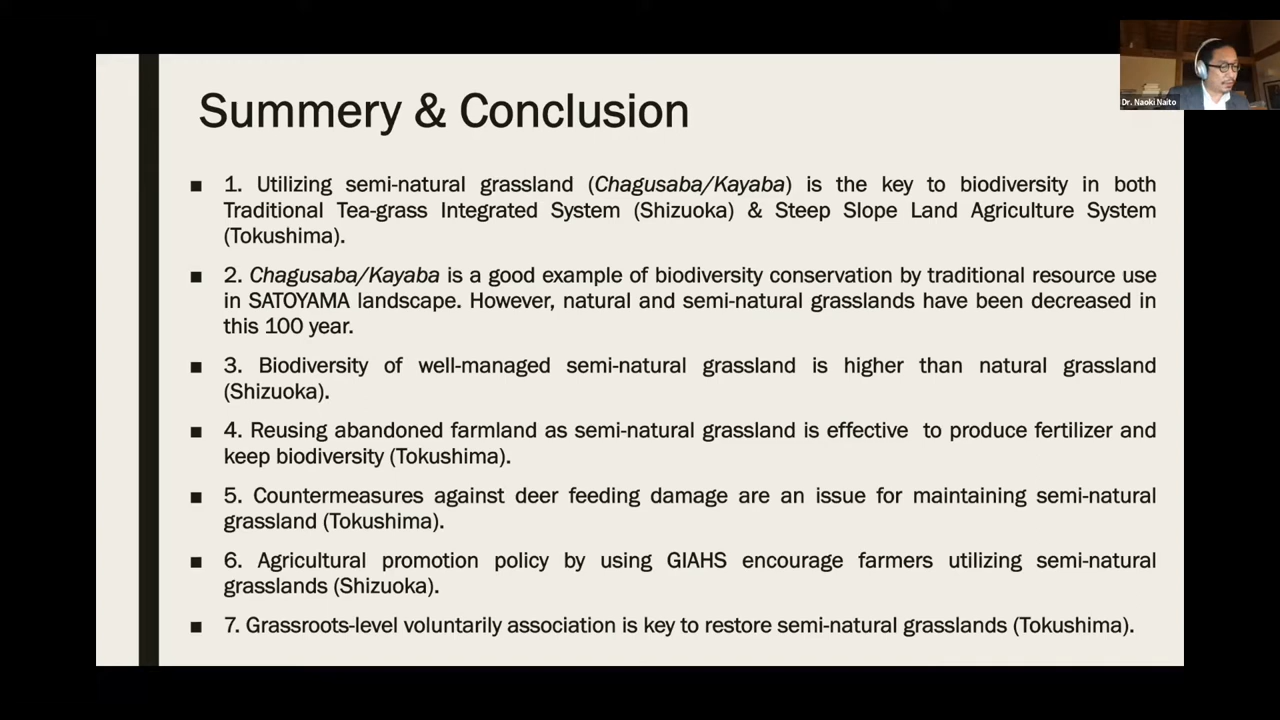 Summery & Conclusion
Dr. Naoki Naito
■ 1. Utilizing semi-natural grassland (Chagusaba/Kayaba) is the key to biodiversity in both
Traditional Tea-grass Integrated System (Shizuoka) & Steep Slope Land Agriculture System
(Tokushima).
■ 2. Chagusaba/Kayaba is a good example of biodiversity conservation by traditional resource use
in SATOYAMA landscape. However, natural and semi-natural grasslands have been decreased in
this 100 year.
■ 3. Biodiversity of well-managed semi-natural grassland is higher than natural grassland
(Shizuoka).
■ 4. Reusing abandoned farmland as semi-natural grassland is effective to produce fertilizer and
keep biodiversity (Tokushima).
■ 5. Countermeasures against deer feeding damage are an issue for maintaining semi-natural
grassland (Tokushima).
■ 6. Agricultural promotion policy by using GIAHS encourage farmers utilizing semi-natural
grasslands (Shizuoka).
■ 7. Grassroots-level voluntarily association is key to restore semi-natural grasslands (Tokushima).